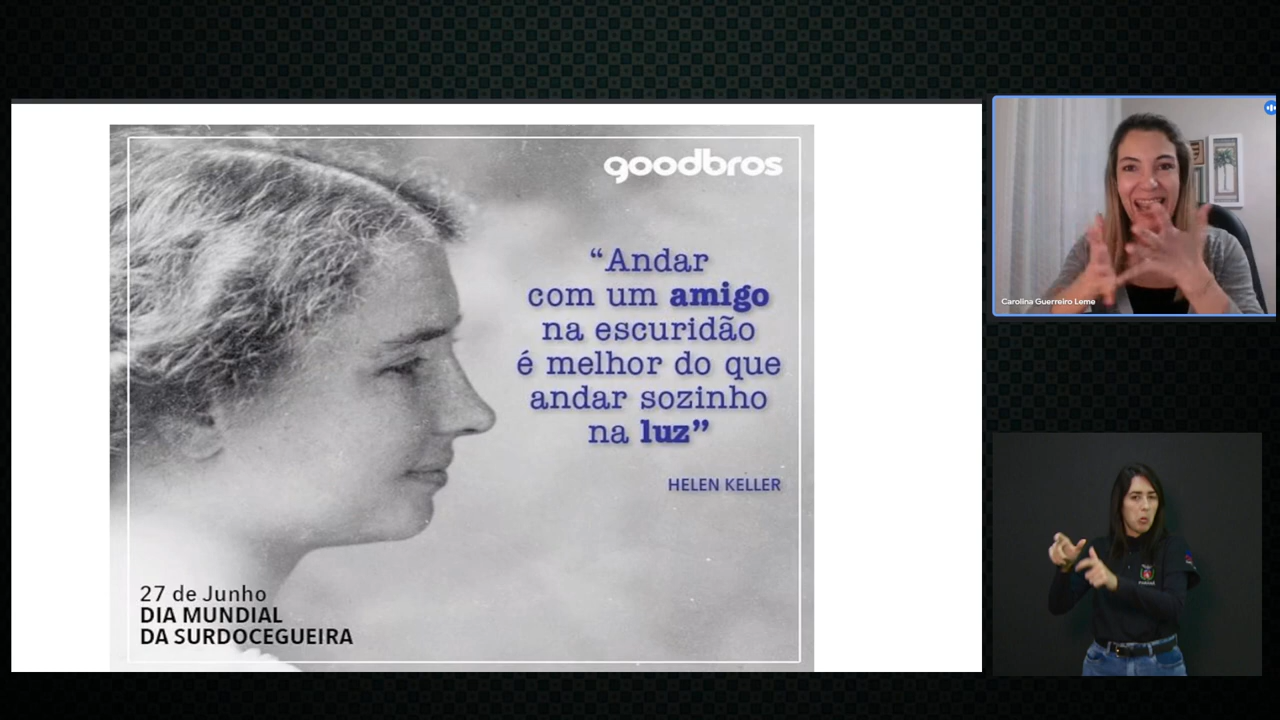 goodbros
“Andar
com um amigo
na escuridão
é melhor do que
andar sozinho
na luz”
HELEN KELLER
27 de Junho
DIA MUNDIAL
DA SURDOCEGUEIRA
Carolina Guerreiro Leme